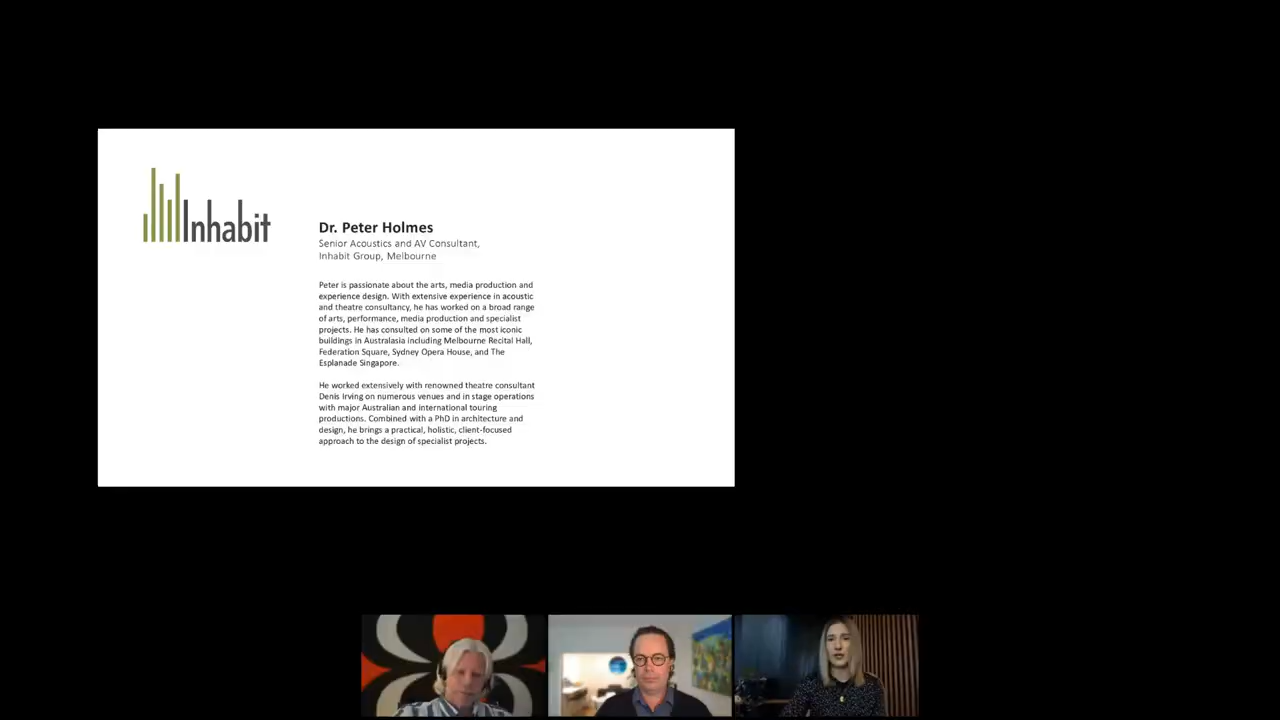 Inhabit
Dr. Peter Holmes
Senior Acoustics and AV Consultant,
Inhabit Group, Melbourne
Peter is passionate about the arts, media production and
experience design. With extensive experience in acoustic
and theatre consultancy, he has worked on a broad range
of arts, performance, media production and specialist
projects. He has consulted on some of the most iconic
buildings in Australasia including Melbourne Recital Hall,
Federation Square, Sydney Opera House, and The
Esplanade Singapore.
He worked extensively with renowned theatre consultant
Denis Irving on numerous venues and in stage operations
with major Australian and international touring
productions. Combined with a PhD in architecture and
design, he brings a practical, holistic, client-focused
approach to the design of specialist projects.